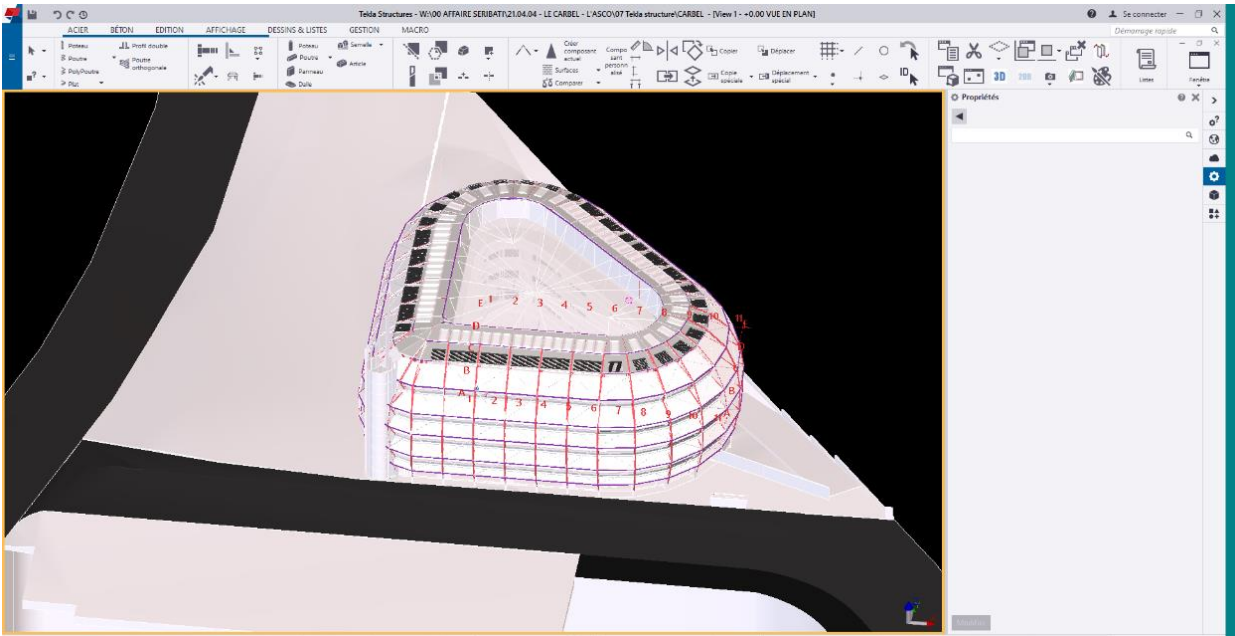 Tekla Structures - W:\00 AFFAIRE SERIBATI\21.04.04 - LE CARBEL - L'ASCO\07 Tekla structure\CARBEL - [View 1 - +0.00 VUE EN PLAN]
Se connecter
ACIER BÉTON EDITION AFFICHAGE DESSINS & LISTES GESTION MACRO
Démarrage rapide
Poteau Profil double Poteau Semelle Créer composant actuel Composant personnalisé Copier Déplacer
Poutre Poutre orthogonale Poutre Article Surfaces Copie spéciale Déplacement spécial
PolyPoutre Panneau Comparer
Plat Dalle
ID 3D Listes Fenêtre
Propriétés
E 1 2 3 4 5 6 7 8 9 10 11
D
C
B
A
1 2 3 4 5 6 7 8 9 10 11
B
A
Modifier